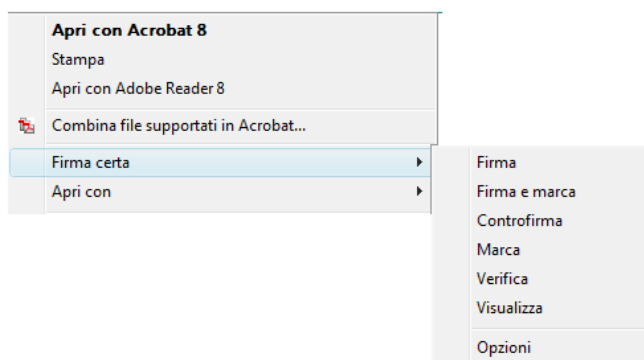 Apri con Acrobat 8
Stampa
Apri con Adobe Reader 8
Combina file supportati in Acrobat...
Firma certa
Apri con
Firma
Firma e marca
Controfirma
Marca
Verifica
Visualizza
Opzioni